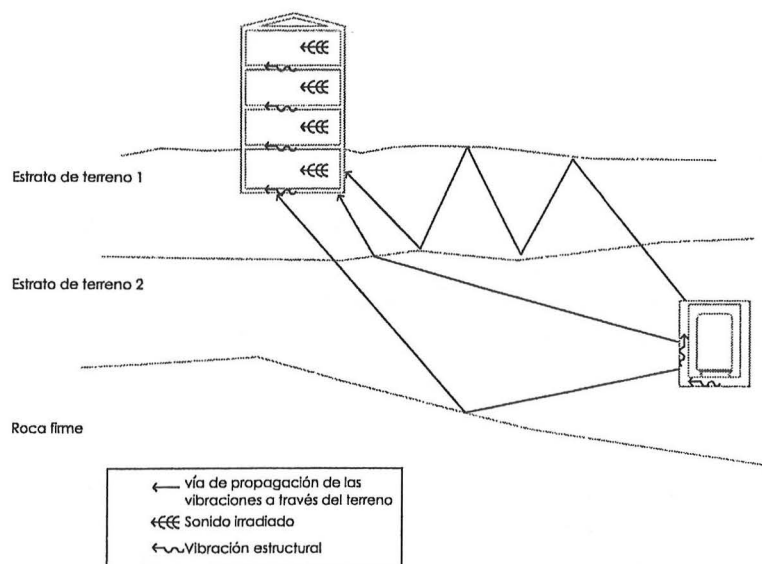 Estrato de terreno 1
Estrato de terreno 2
Roca firme
vía de propagación de las
vibraciones a través del terreno
Sonido irradiado
Vibración estructural